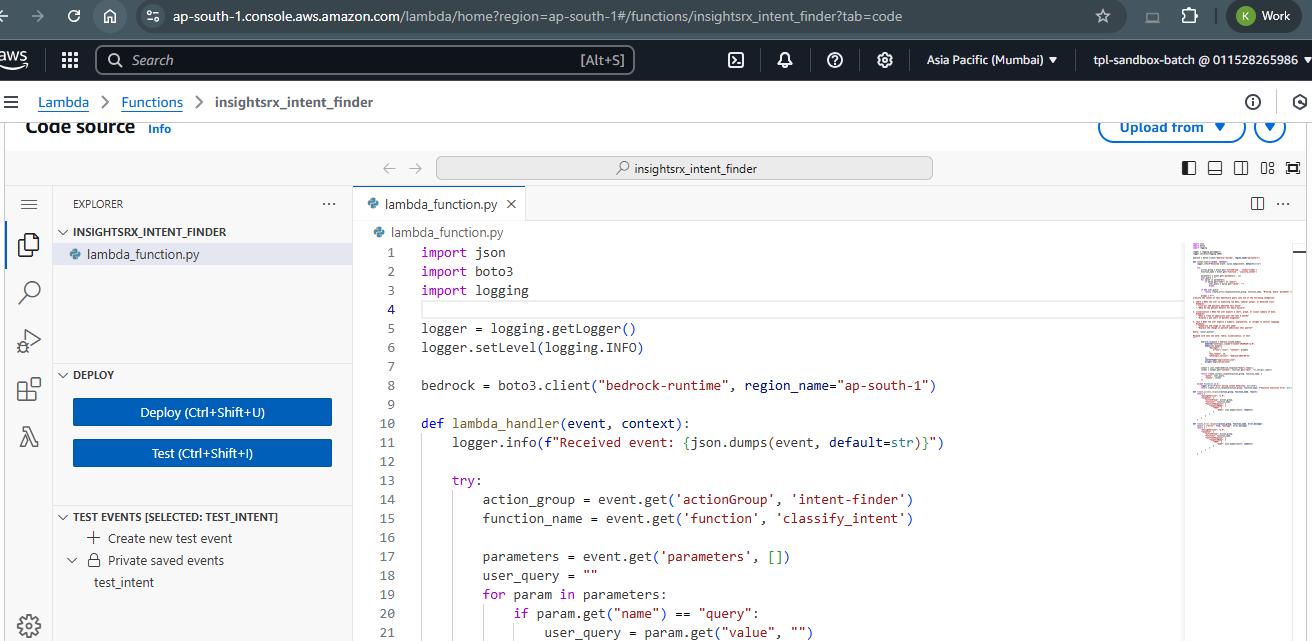 ap-south-1.console.aws.amazon.com/lambda/home?region=ap-south-1#/functions/insightsrx_intent_finder?tab=code
K Work
aws
Search [Alt+S]
Asia Pacific (Mumbai) tpl-sandbox-batch @ 011528265986
Lambda Functions insightsrx_intent_finder
Code source Info
Upload from
insightsrx_intent_finder
EXPLORER ...
lambda_function.py
INSIGHTSRX_INTENT_FINDER
lambda_function.py
lambda_function.py
1 import json
2 import boto3
3 import logging
4
5 logger = logging.getLogger()
6 logger.setLevel(logging.INFO)
7
8 bedrock = boto3.client("bedrock-runtime", region_name="ap-south-1")
9
10 def lambda_handler(event, context):
11 logger.info(f"Received event: {json.dumps(event, default=str)}")
12
13 try:
14 action_group = event.get('actionGroup', 'intent-finder')
15 function_name = event.get('function', 'classify_intent')
16
17 parameters = event.get('parameters', [])
18 user_query = ""
19 for param in parameters:
20 if param.get("name") == "query":
21 user_query = param.get("value", "")
DEPLOY
Deploy (Ctrl+Shift+U)
Test (Ctrl+Shift+I)
TEST EVENTS [SELECTED: TEST_INTENT]
Create new test event
Private saved events
test_intent